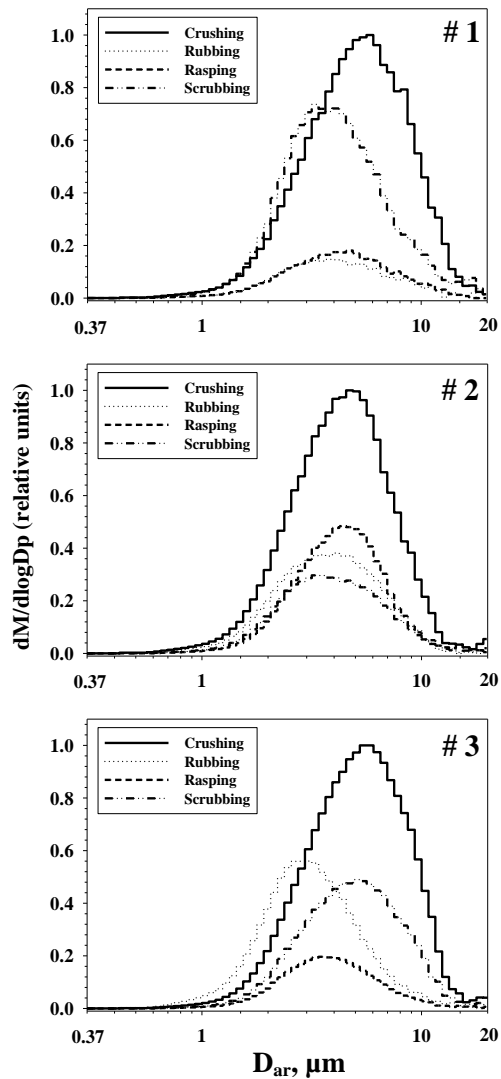 # 1
Crushing
Rubbing
Rasping
Scrubbing
1.0
0.8
0.6
0.4
0.2
0.0
0.37 1 10 20
# 2
Crushing
Rubbing
Rasping
Scrubbing
1.0
0.8
0.6
0.4
0.2
0.0
0.37 1 10 20
dM/dlogDp (relative units)
# 3
Crushing
Rubbing
Rasping
Scrubbing
1.0
0.8
0.6
0.4
0.2
0.0
0.37 1 10 20
Dar, µm